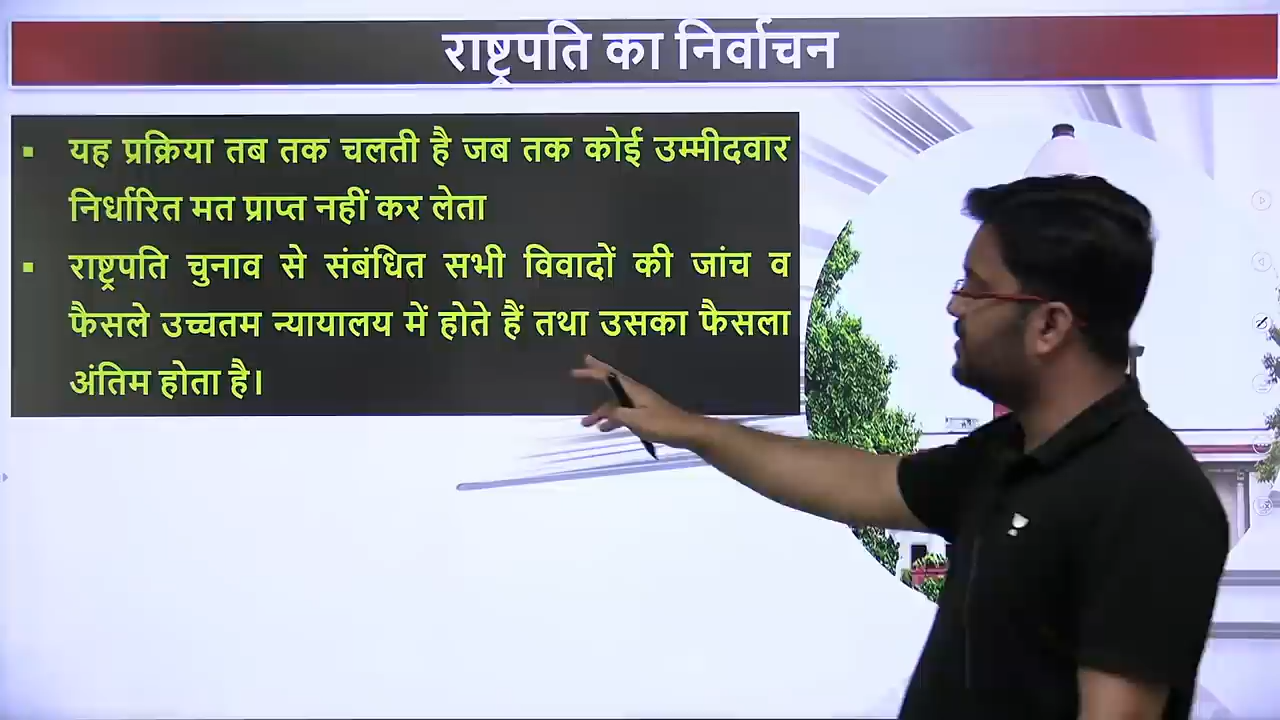 राष्ट्रपति का निर्वाचन
▪ यह प्रक्रिया तब तक चलती है जब तक कोई उम्मीदवार
निर्धारित मत प्राप्त नहीं कर लेता
▪ राष्ट्रपति चुनाव से संबंधित सभी विवादों की जांच व
फैसले उच्चतम न्यायालय में होते हैं तथा उसका फैसला
अंतिम होता है।